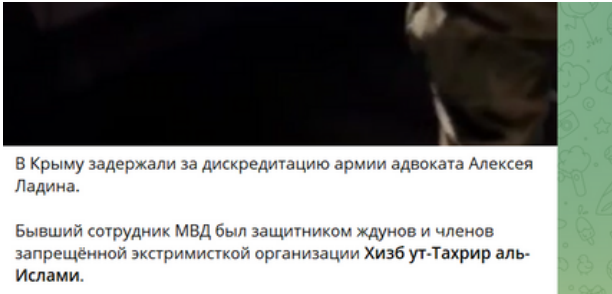 В Крыму задержали за дискредитацию армии адвоката Алексея
Ладина.
Бывший сотрудник МВД был защитником ждунов и членов
запрещённой экстримисткой организации Хизб ут-Тахрир аль-
Ислами.